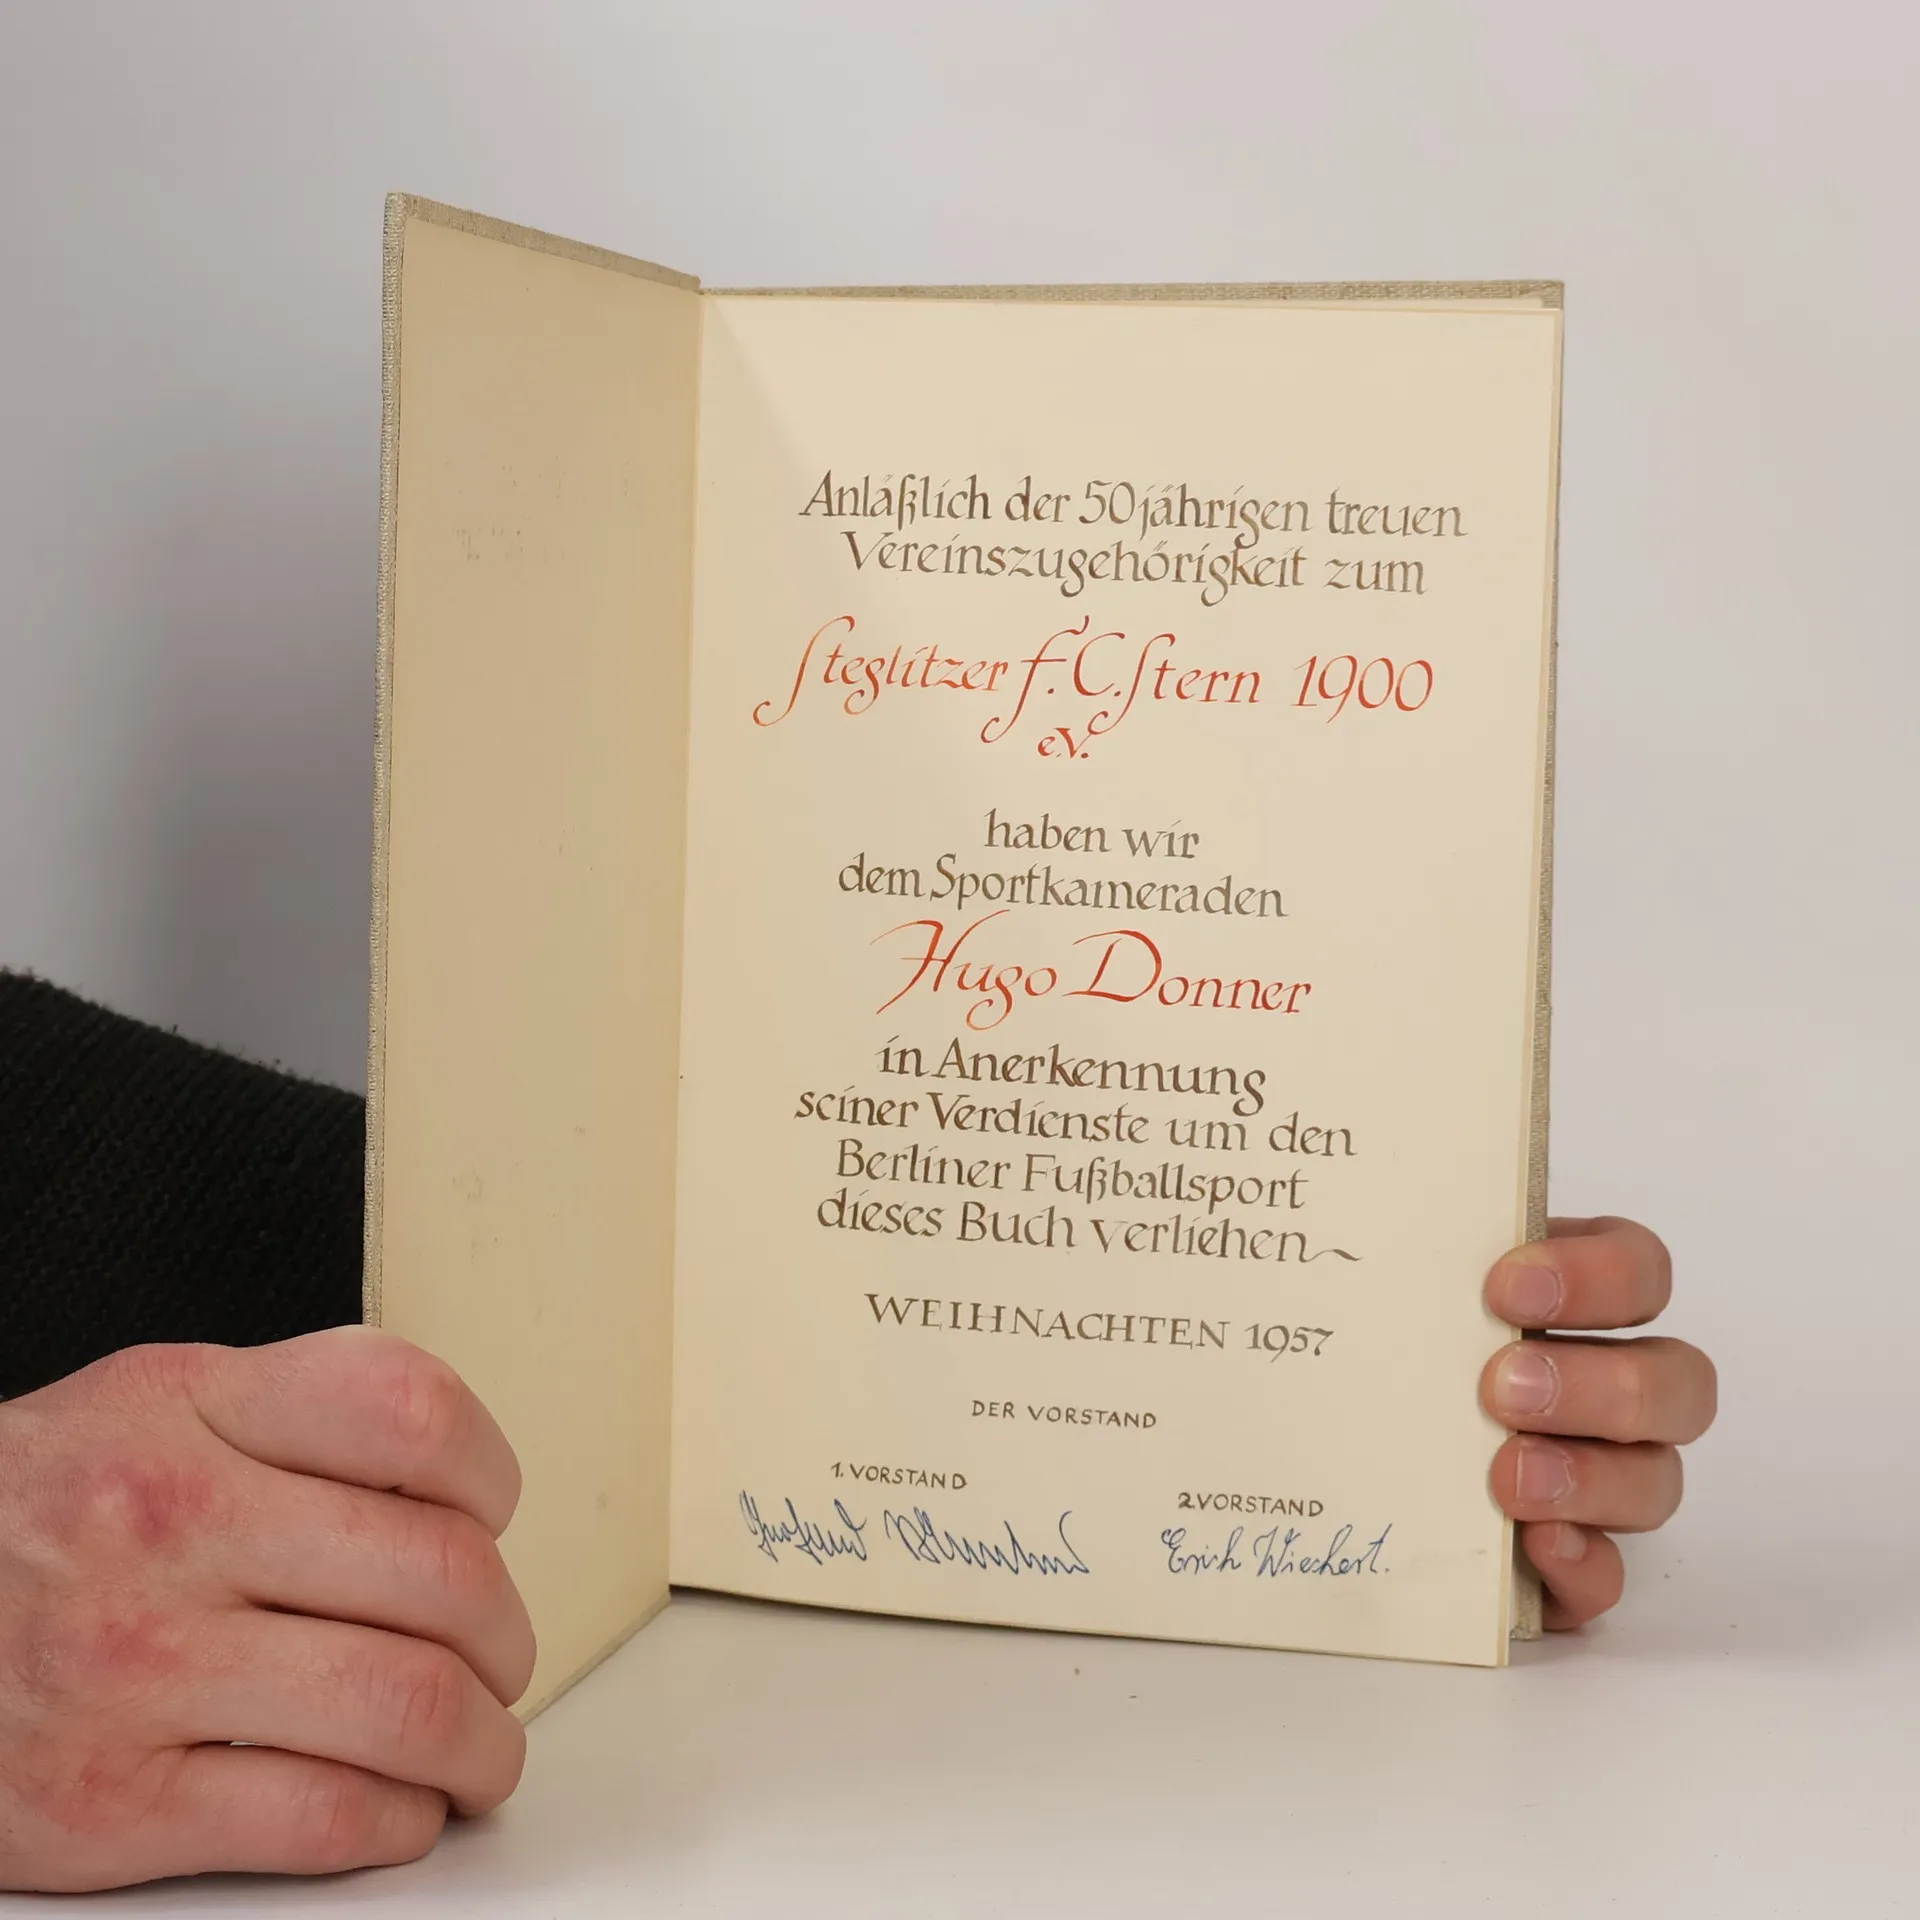 Anläßlich der 50jährigen treuen
Vereinszugehörigkeit zum
Steglitzer F.C. Stern 1900
e.V.
haben wir
dem Sportkameraden
Hugo Donner
in Anerkennung
seiner Verdienste um den
Berliner Fußballsport
dieses Buch verliehen~
WEIHNACHTEN 1957
DER VORSTAND
1. VORSTAND
2. VORSTAND
Erich Wiechert.